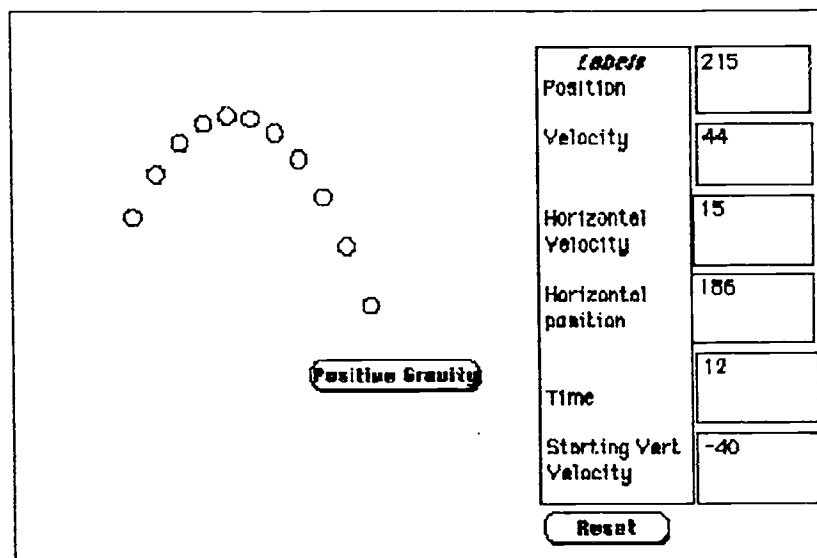 Labels
Position
215
Velocity
44
Horizontal
Velocity
15
Horizontal
position
186
Time
12
Starting Vert
Velocity
-40
Positive Gravity
Reset